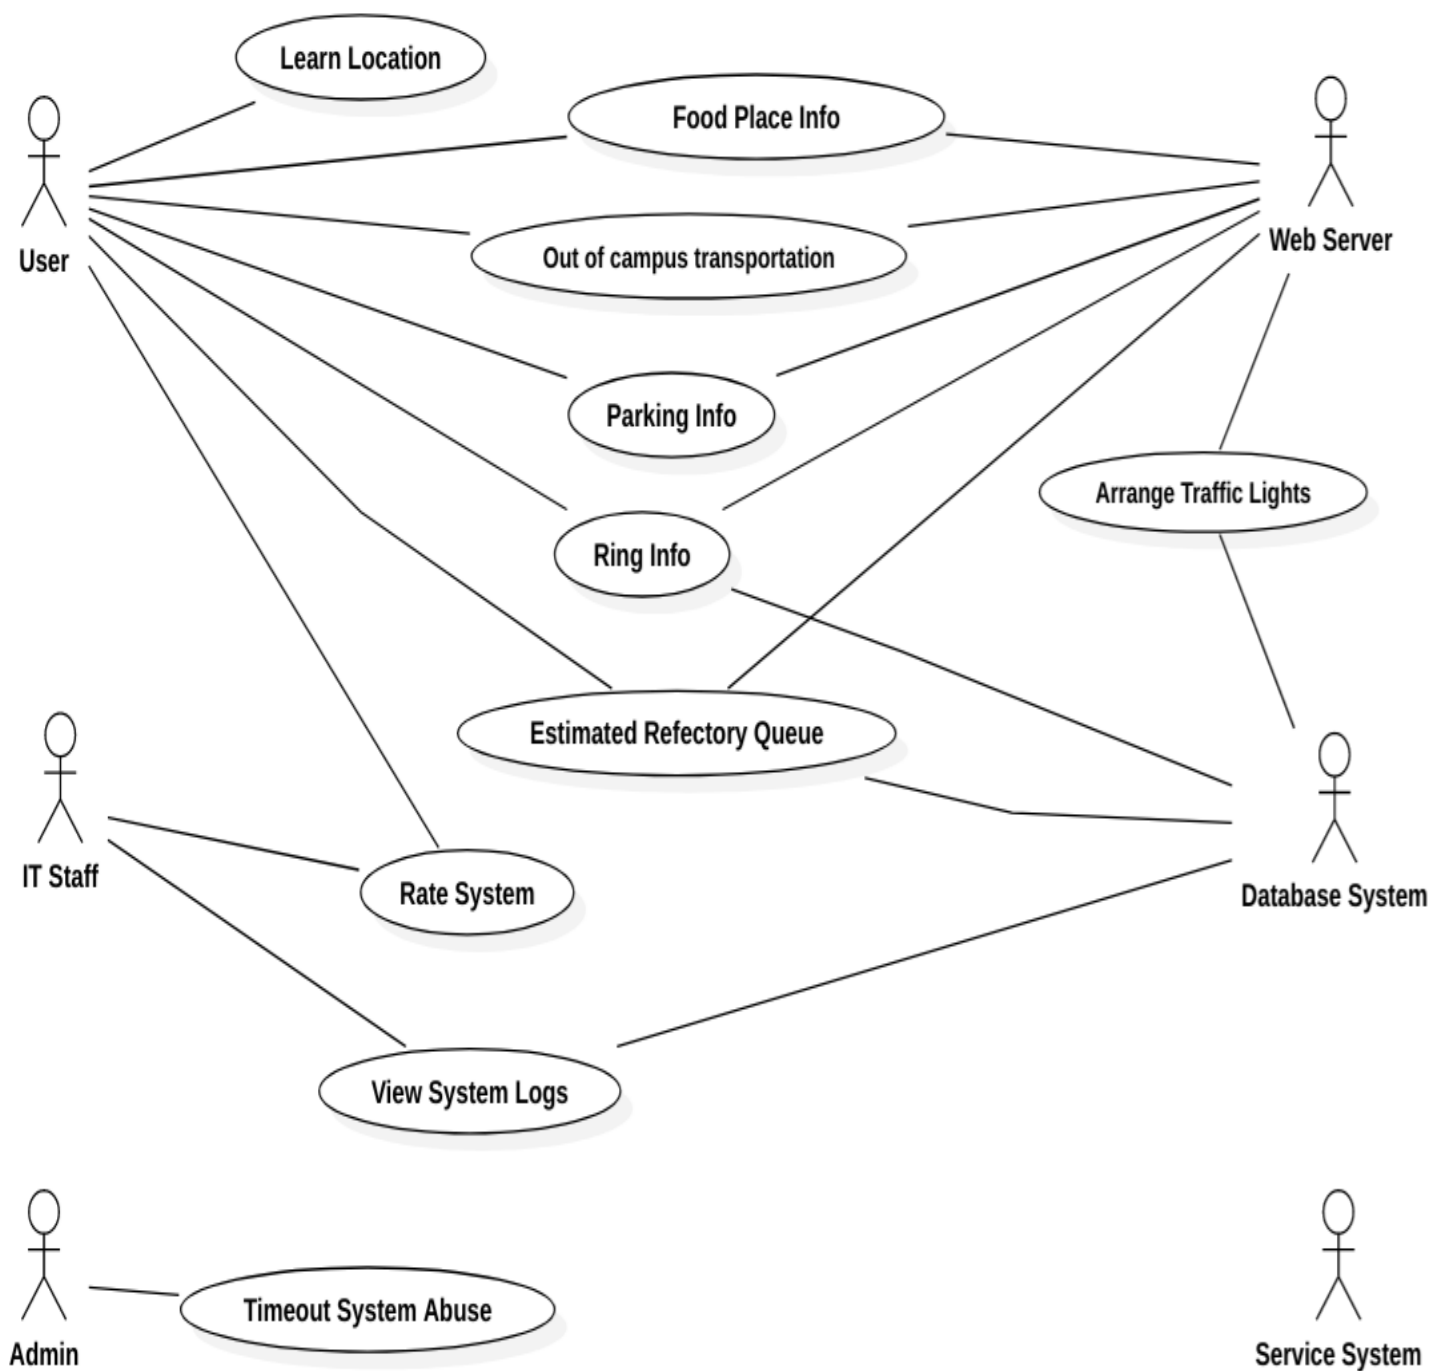 Learn Location
Food Place Info
User
Web Server
Out of campus transportation
Parking Info
Arrange Traffic Lights
Ring Info
Estimated Refectory Queue
IT Staff
Rate System
Database System
View System Logs
Timeout System Abuse
Admin
Service System